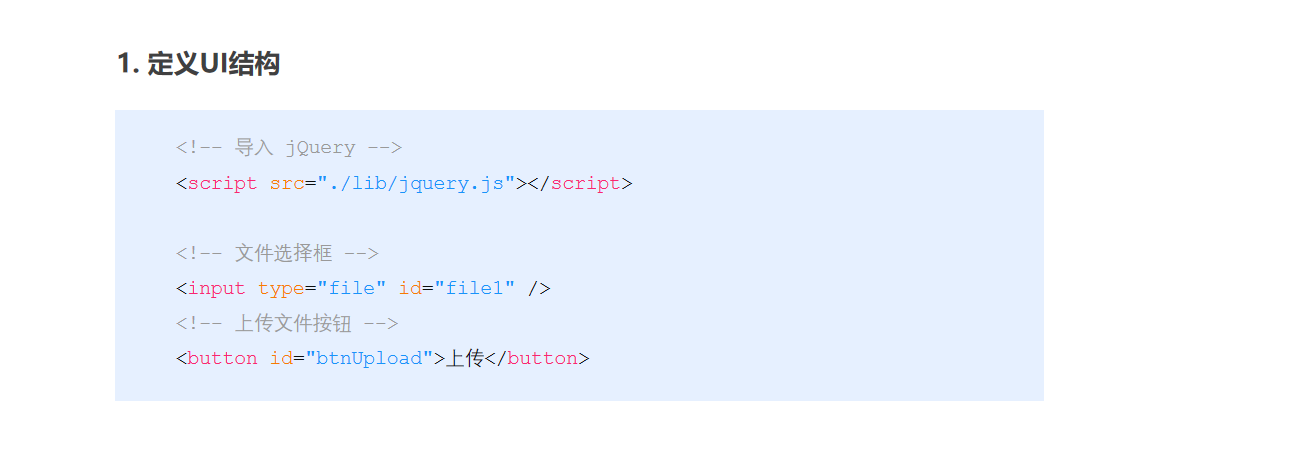 1. 定义UI结构
<!-- 导入 jQuery -->
<script src="./lib/jquery.js"></script>
<!-- 文件选择框 -->
<input type="file" id="file1" />
<!-- 上传文件按钮 -->
<button id="btnUpload">上传</button>